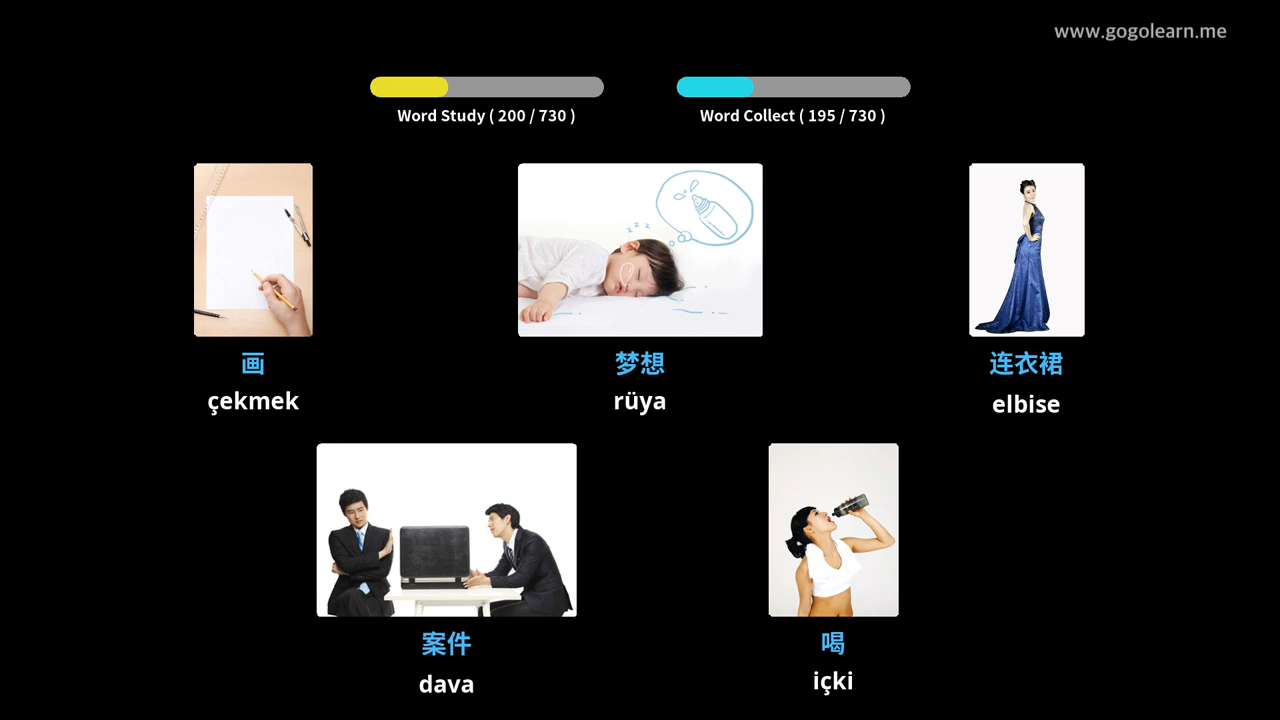 www.gogolearn.me
Word Study ( 200 / 730 )
Word Collect ( 195 / 730 )
画
çekmek
梦想
rüya
连衣裙
elbise
案件
dava
喝
içki